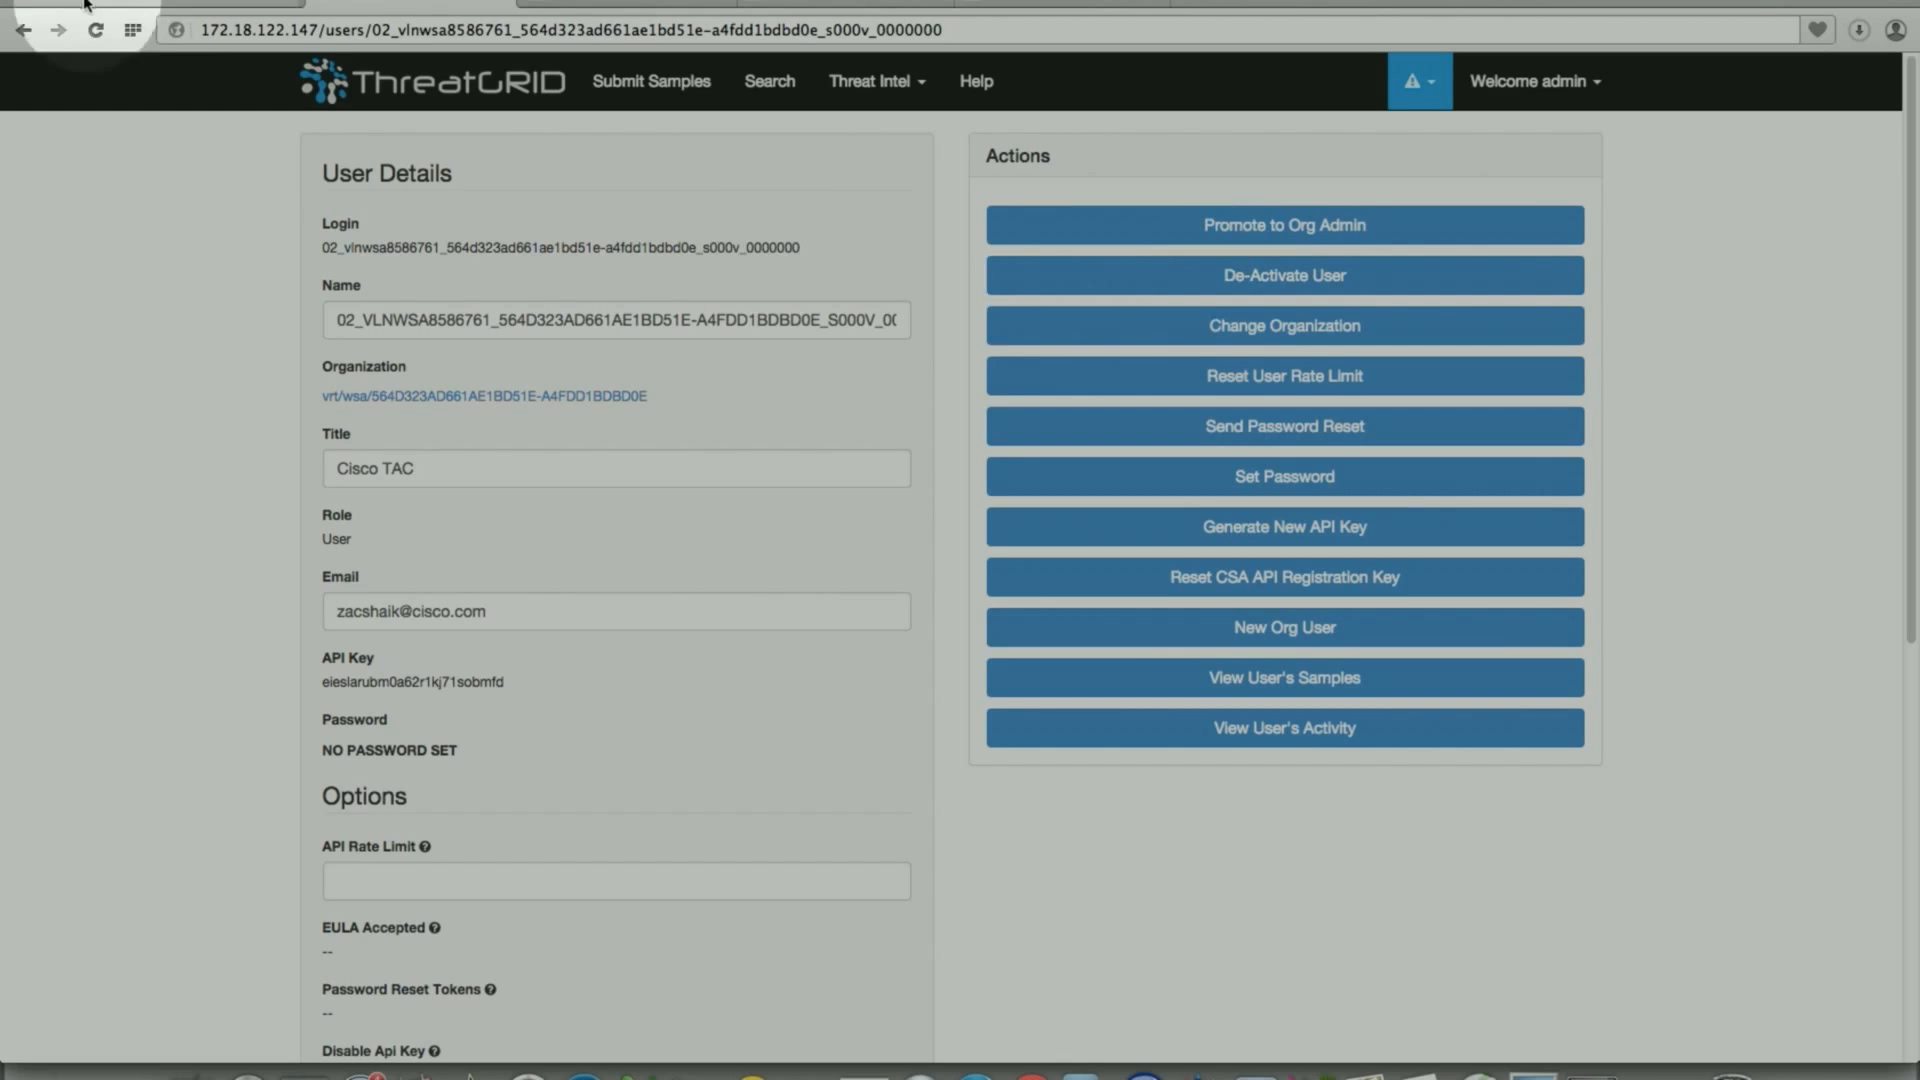 172.18.122.147/users/02_vlnwsa8586761_564d323ad661ae1bd51e-a4fdd1bdbd0e_s000v_0000000
ThreatGRID Submit Samples Search Threat Intel Help Welcome admin
User Details
Login
02_vlnwsa8586761_564d323ad661ae1bd51e-a4fdd1bdbd0e_s000v_0000000
Name
02_VLNWSA8586761_564D323AD661AE1BD51E-A4FDD1BDBD0E_S000V_0(
Organization
vrt/wsa/564D323AD661AE1BD51E-A4FDD1BDBD0E
Title
Cisco TAC
Role
User
Email
zacshaik@cisco.com
API Key
eieslarubm0a62r1kj71sobmfd
Password
NO PASSWORD SET
Options
API Rate Limit
EULA Accepted
--
Password Reset Tokens
--
Disable Api Key
Actions
Promote to Org Admin
De-Activate User
Change Organization
Reset User Rate Limit
Send Password Reset
Set Password
Generate New API Key
Reset CSA API Registration Key
New Org User
View User's Samples
View User's Activity